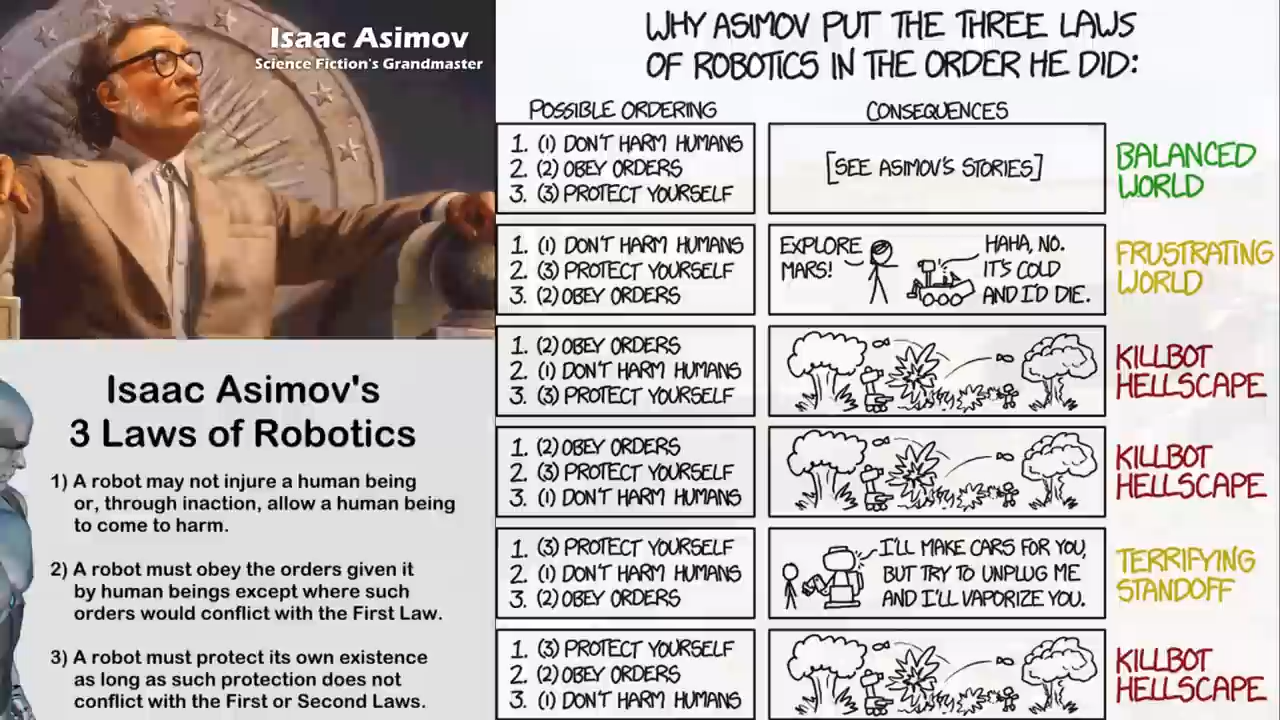 Isaac Asimov
Science Fiction's Grandmaster
Isaac Asimov's
3 Laws of Robotics
1) A robot may not injure a human being
or, through inaction, allow a human being
to come to harm.
2) A robot must obey the orders given it
by human beings except where such
orders would conflict with the First Law.
3) A robot must protect its own existence
as long as such protection does not
conflict with the First or Second Laws.
WHY ASIMOV PUT THE THREE LAWS
OF ROBOTICS IN THE ORDER HE DID:
POSSIBLE ORDERING
CONSEQUENCES
1. (1) DON'T HARM HUMANS
2. (2) OBEY ORDERS
3. (3) PROTECT YOURSELF
[SEE ASIMOV'S STORIES]
BALANCED
WORLD
1. (1) DON'T HARM HUMANS
2. (3) PROTECT YOURSELF
3. (2) OBEY ORDERS
EXPLORE
MARS!
HAHA, NO.
IT'S COLD
AND I'D DIE.
FRUSTRATING
WORLD
1. (2) OBEY ORDERS
2. (1) DON'T HARM HUMANS
3. (3) PROTECT YOURSELF
KILLBOT
HELLSCAPE
1. (2) OBEY ORDERS
2. (3) PROTECT YOURSELF
3. (1) DON'T HARM HUMANS
KILLBOT
HELLSCAPE
1. (3) PROTECT YOURSELF
2. (1) DON'T HARM HUMANS
3. (2) OBEY ORDERS
I'LL MAKE CARS FOR YOU,
BUT TRY TO UNPLUG ME
AND I'LL VAPORIZE YOU.
TERRIFYING
STANDOFF
1. (3) PROTECT YOURSELF
2. (2) OBEY ORDERS
3. (1) DON'T HARM HUMANS
KILLBOT
HELLSCAPE